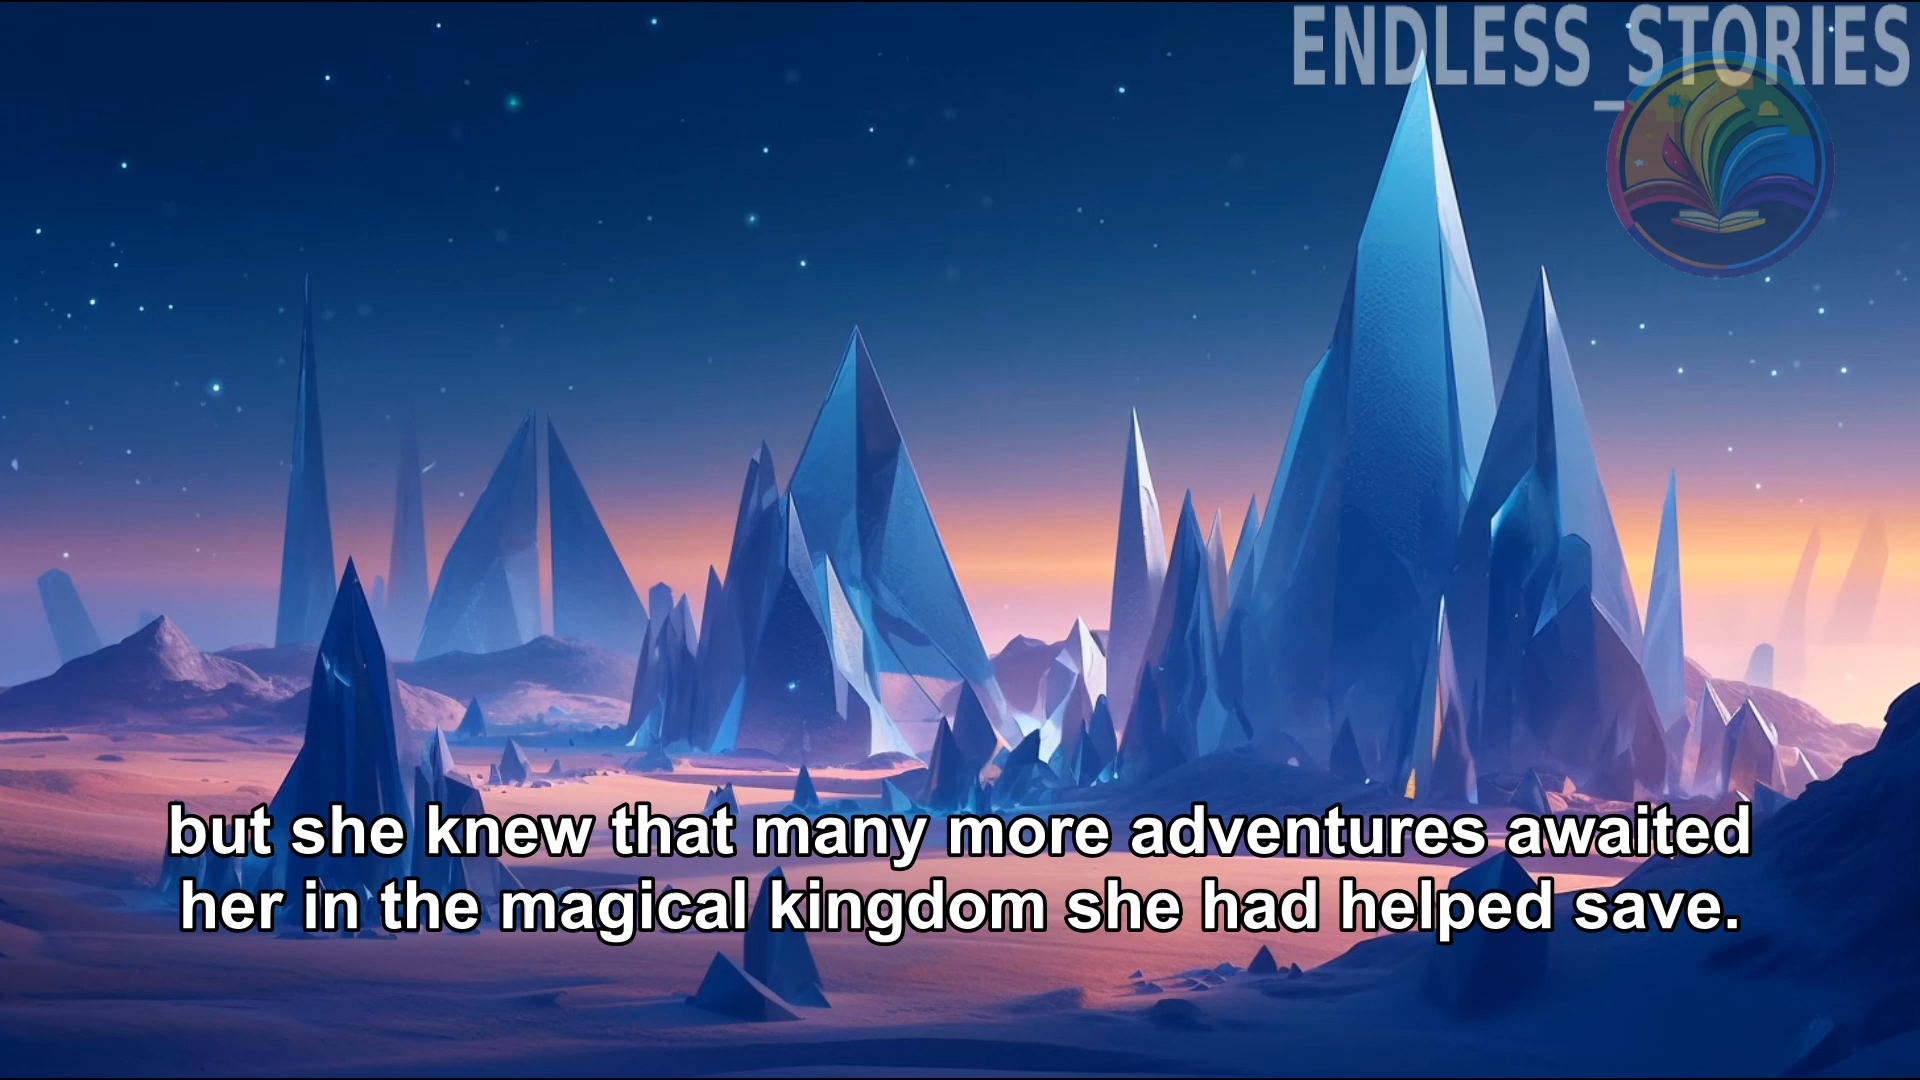 ENDLESS_STORIES
but she knew that many more adventures awaited
her in the magical kingdom she had helped save.